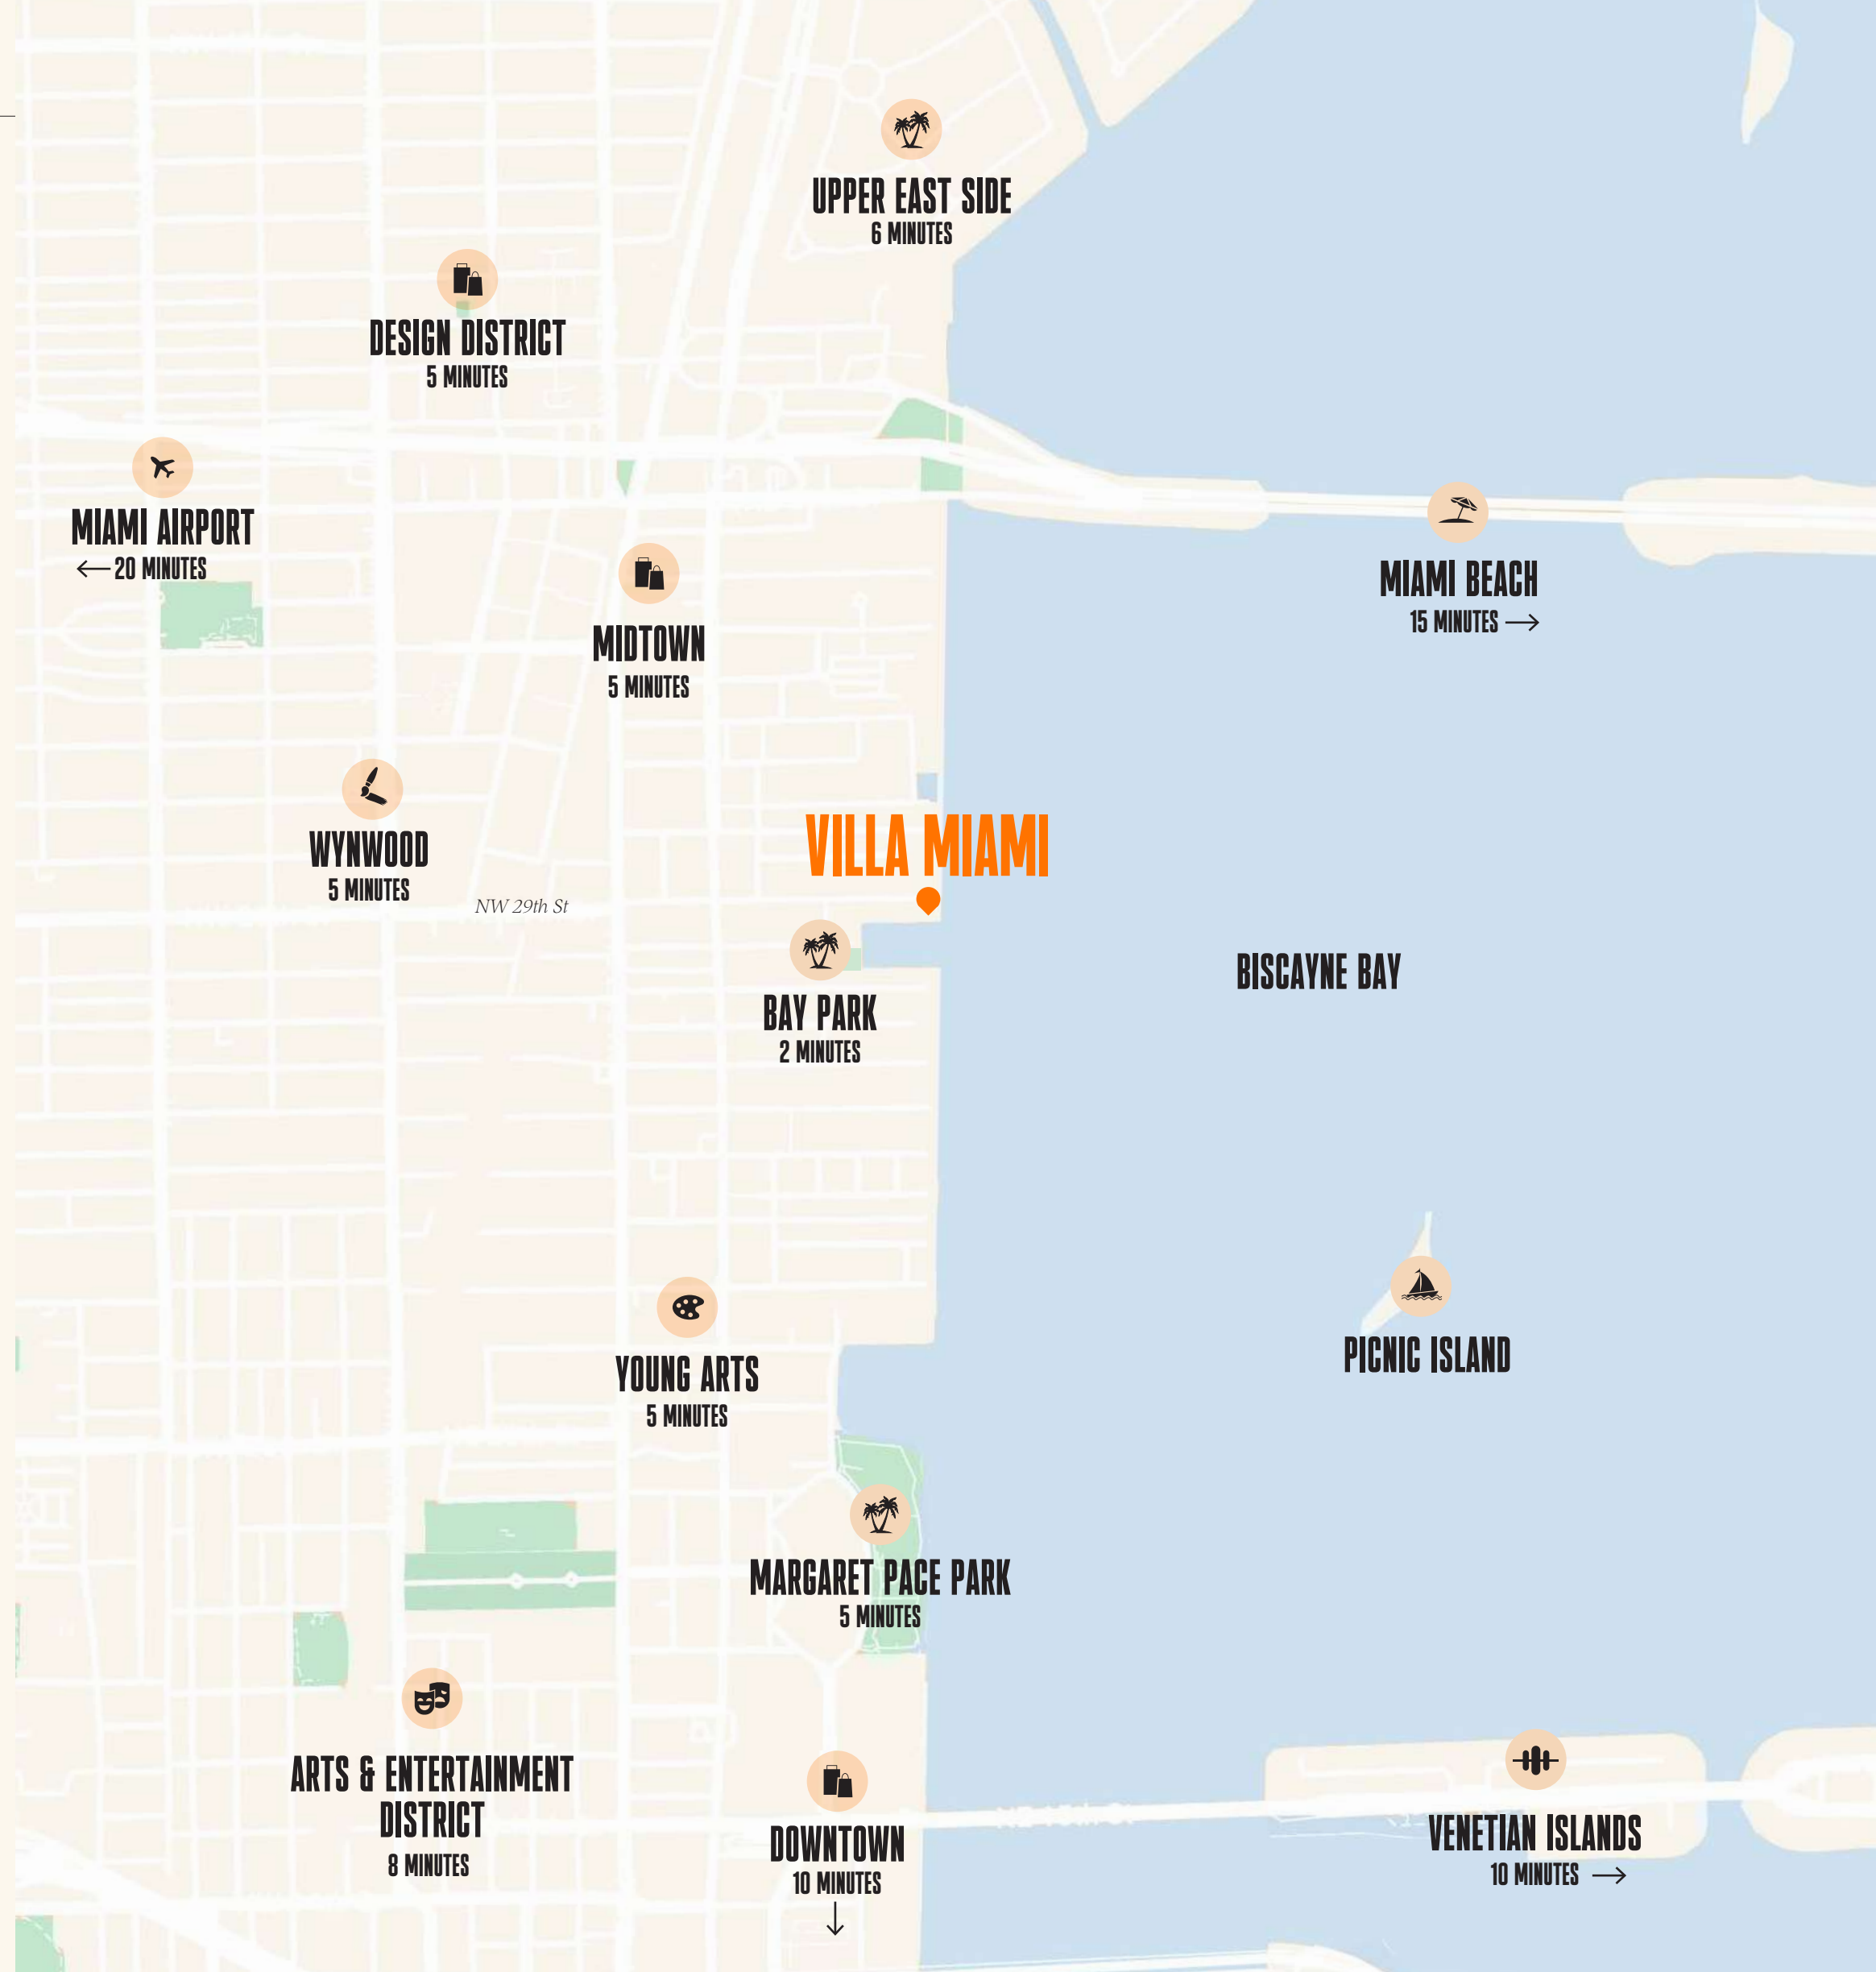 UPPER EAST SIDE
6 MINUTES
DESIGN DISTRICT
5 MINUTES
MIAMI AIRPORT
← 20 MINUTES
MIAMI BEACH
15 MINUTES →
MIDTOWN
5 MINUTES
VILLA MIAMI
WYNWOOD
5 MINUTES
NW 29th St
BISCAYNE BAY
BAY PARK
2 MINUTES
PICNIC ISLAND
YOUNG ARTS
5 MINUTES
MARGARET PACE PARK
5 MINUTES
ARTS & ENTERTAINMENT
DISTRICT
8 MINUTES
DOWNTOWN
10 MINUTES
↓
VENETIAN ISLANDS
10 MINUTES →